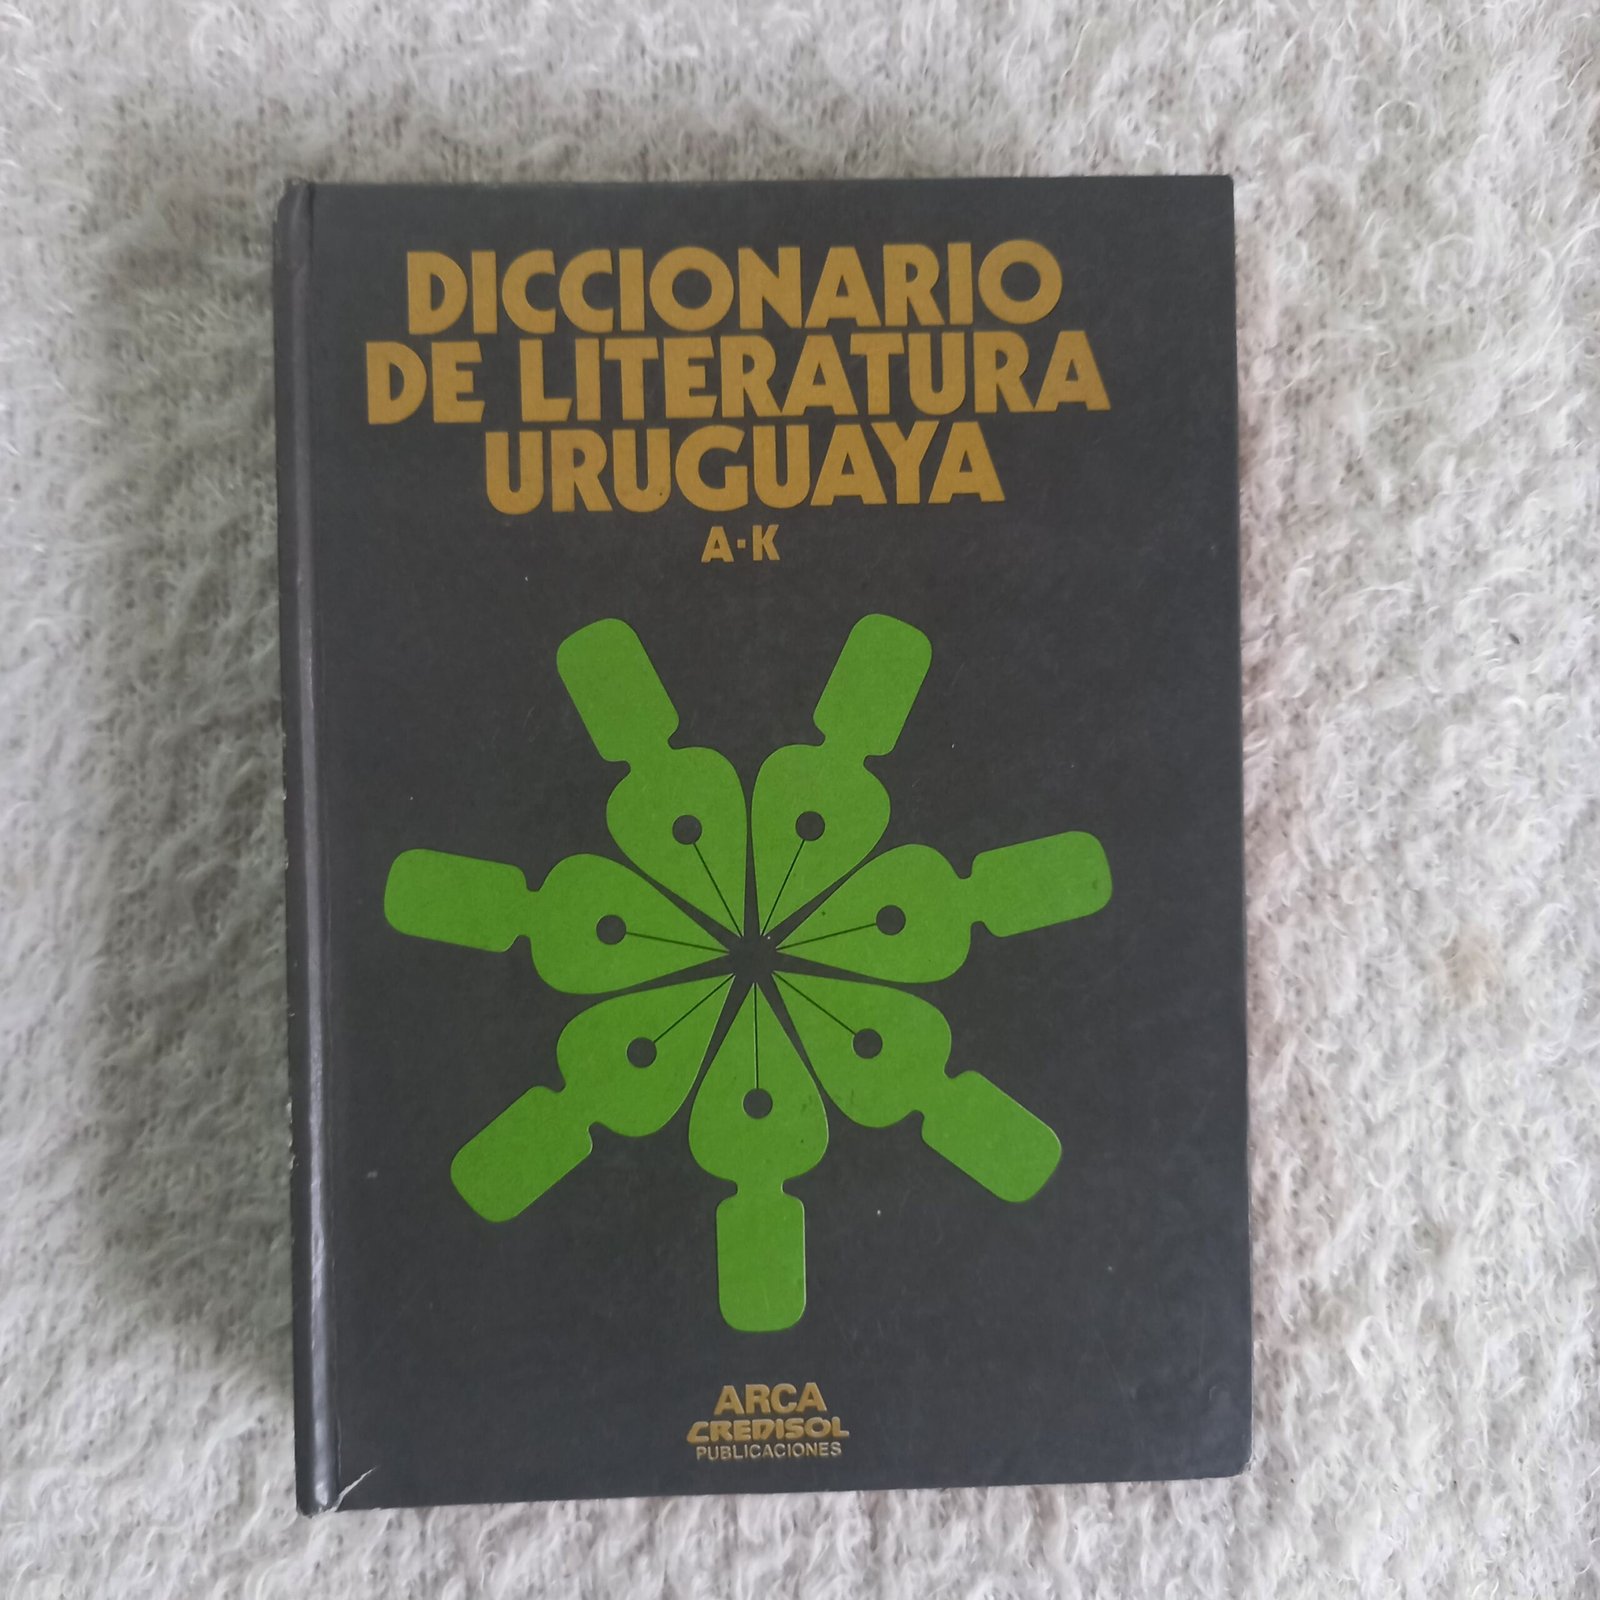 DICCIONARIO
DE LITERATURA
URUGUAYA
A·K
ARCA
CREDISOL
PUBLICACIONES